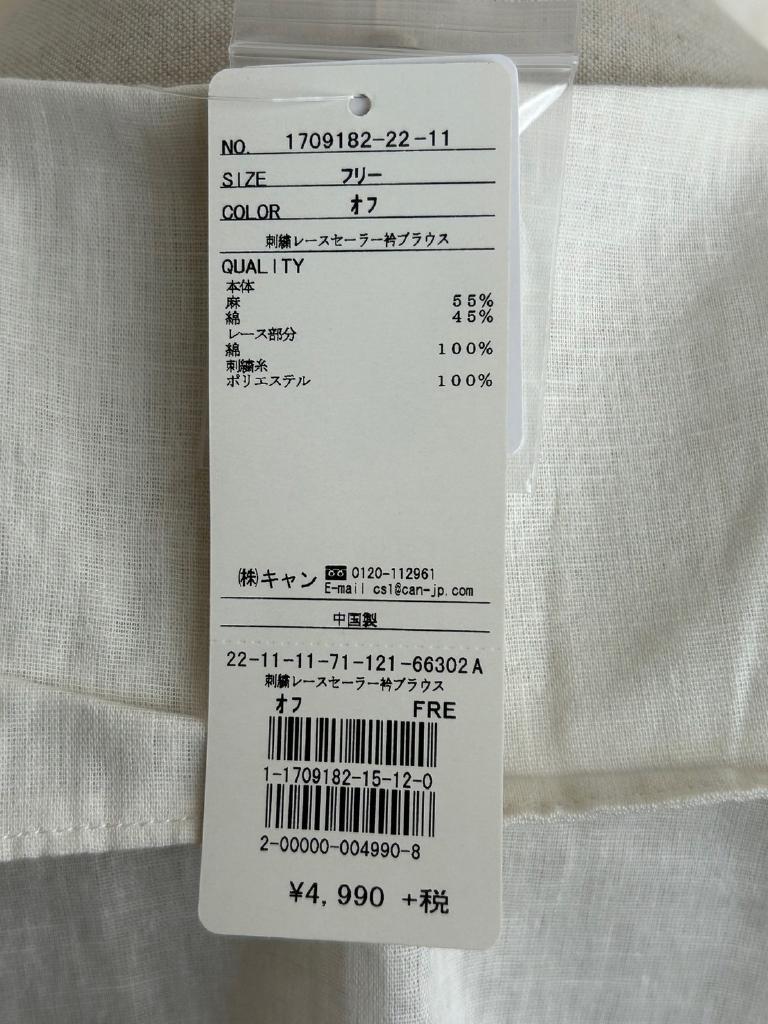 NO. 1709182-22-11
SIZE フリー
COLOR オフ
刺繍レースセーラー衿ブラウス
QUALITY
本体
麻 55%
綿 45%
レース部分
綿 100%
刺繍糸
ポリエステル 100%
㈱キャン 0120-112961
E-mail cs1@can-jp.com
中国製
22-11-11-71-121-66302A
刺繍レースセーラー衿ブラウス
オフ FRE
1-1709182-15-12-0
2-00000-004990-8
¥4,990 +税